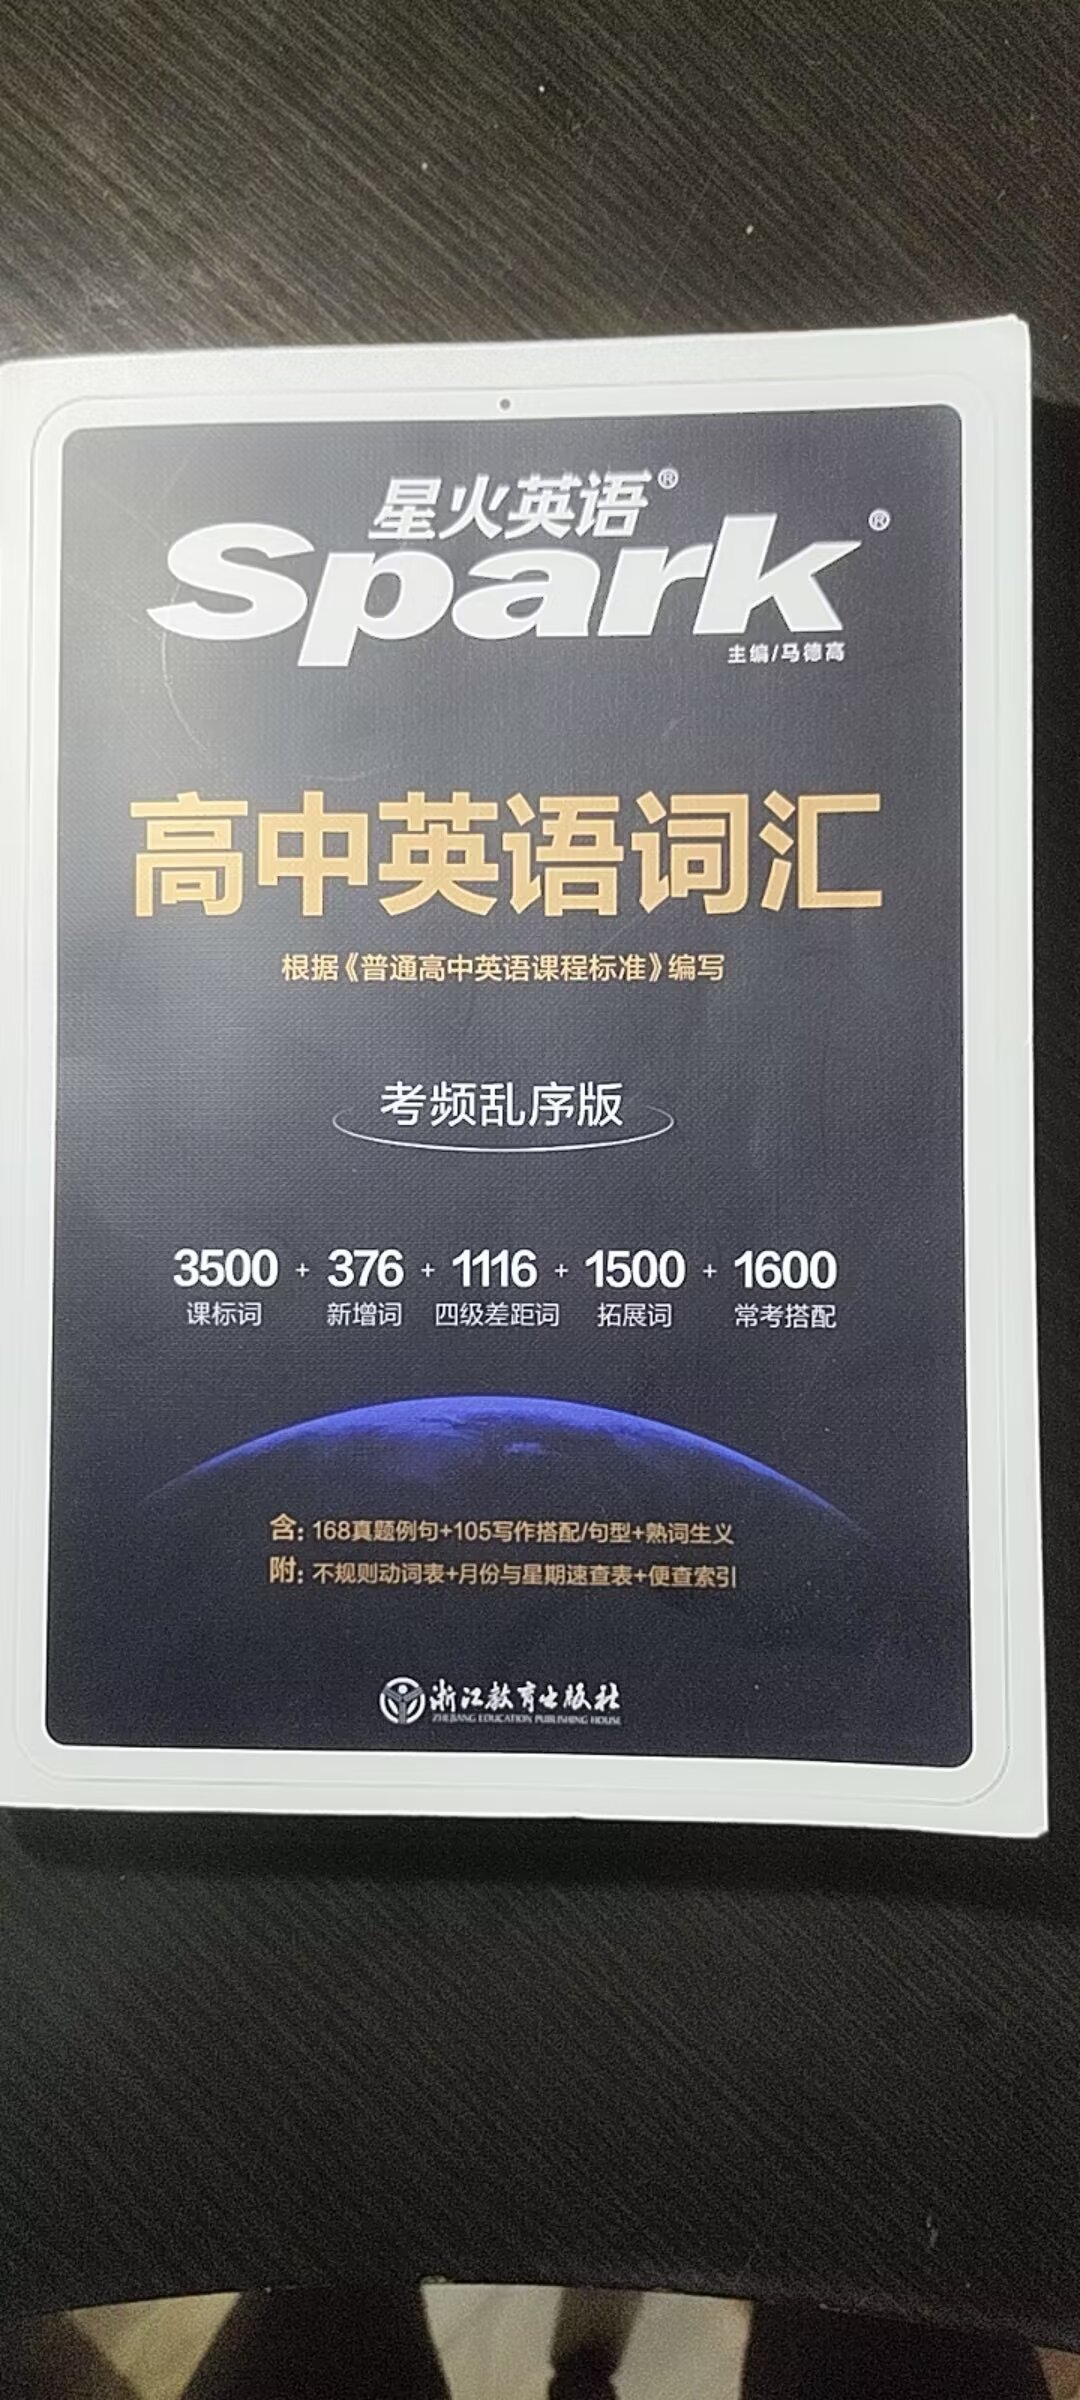 星火英语®
Spark®
主编/马德高
高中英语词汇
根据《普通高中英语课程标准》编写
考频乱序版
3500 + 376 + 1116 + 1500 + 1600
课标词 新增词 四级差距词 拓展词 常考搭配
含：168真题例句+105写作搭配/句型+熟词生义
附：不规则动词表+月份与星期速查表+便查索引
浙江教育出版社
ZHEJIANG EDUCATION PUBLISHING HOUSE